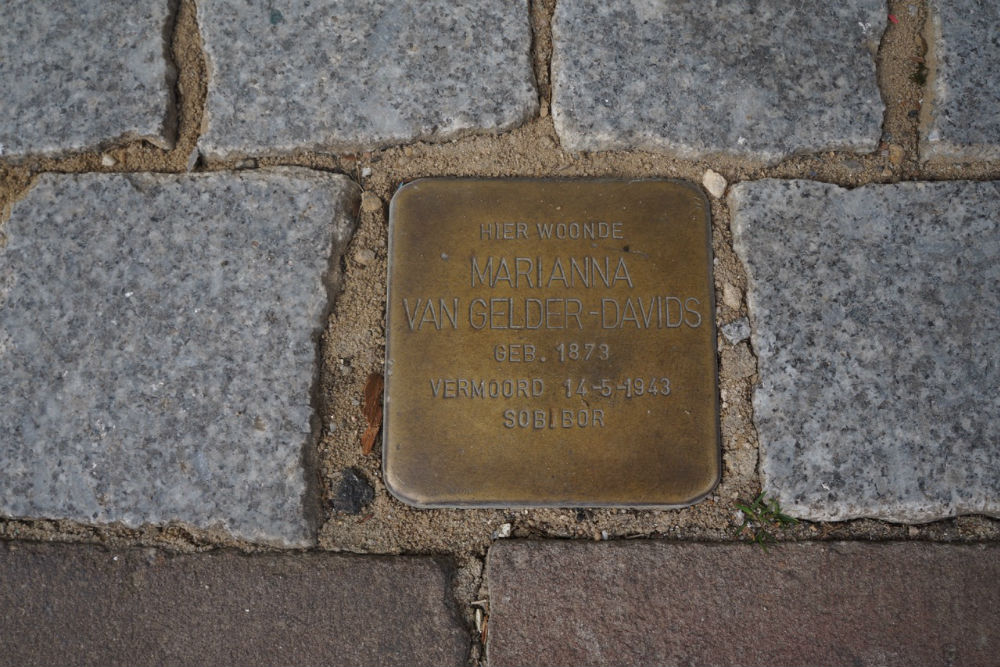 HIER WOONDE
MARIANNA
VAN GELDER-DAVIDS
GEB. 1873
VERMOORD 14-5-1943
SOBIBOR